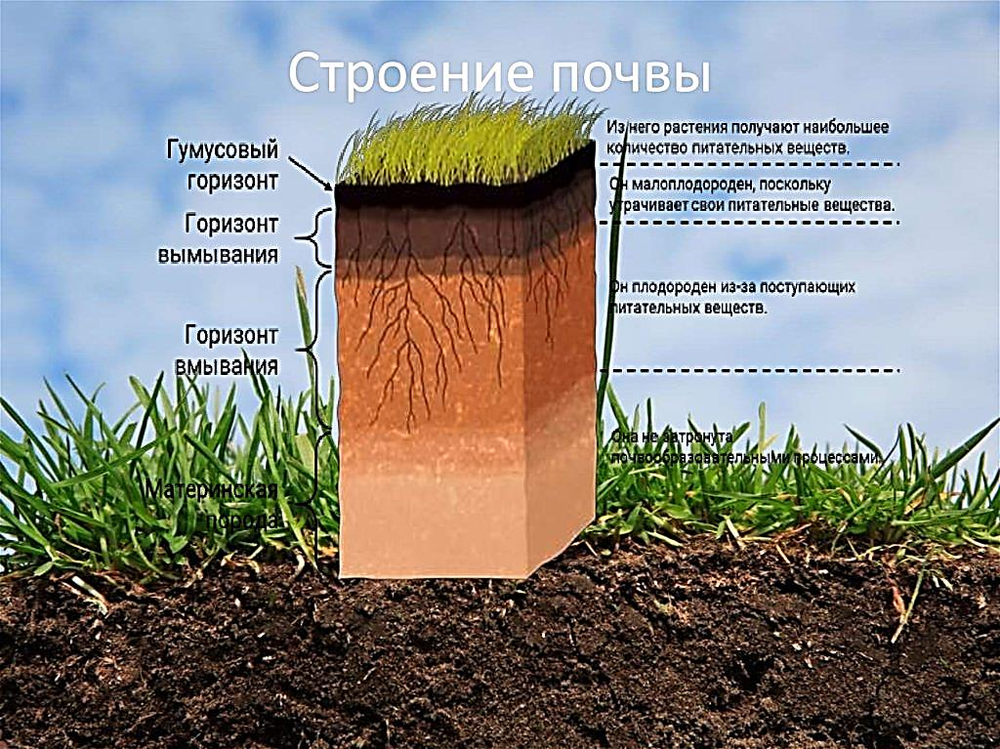 Строение почвы
Гумусовый
горизонт
Из него растения получают наибольшее
количество питательных веществ.
Горизонт
вымывания
Он малоплодороден, поскольку
утрачивает свои питательные вещества.
Горизонт
вмывания
Он плодороден из-за поступающих
питательных веществ.
Материнская
порода
Она не затронута
почвообразовательными процессами.